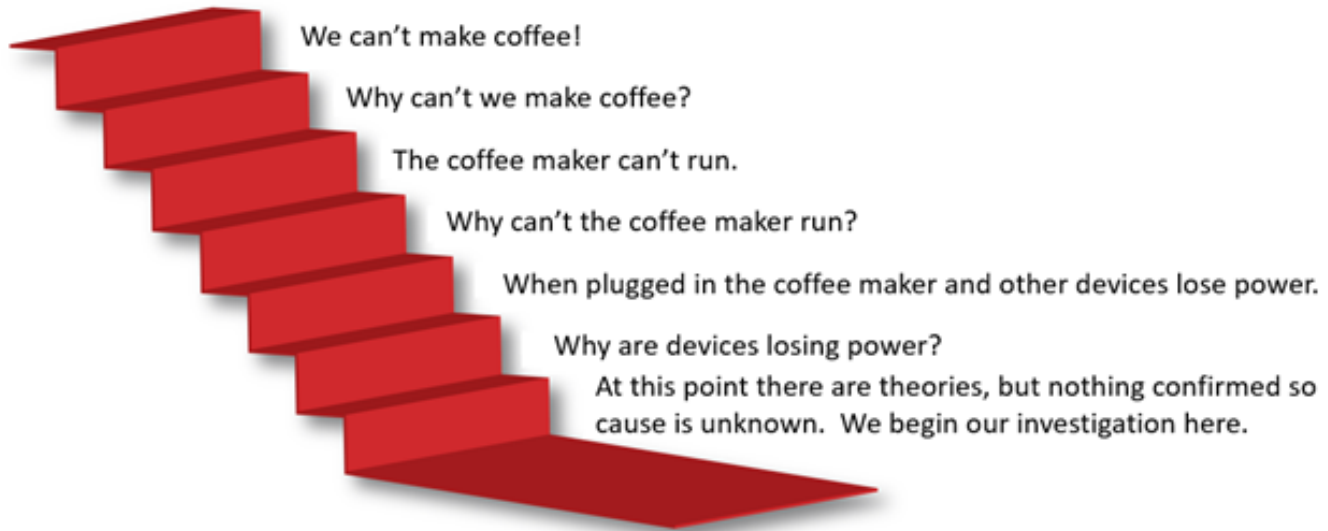 We can’t make coffee!
Why can’t we make coffee?
The coffee maker can’t run.
Why can’t the coffee maker run?
When plugged in the coffee maker and other devices lose power.
Why are devices losing power?
At this point there are theories, but nothing confirmed so
cause is unknown.  We begin our investigation here.